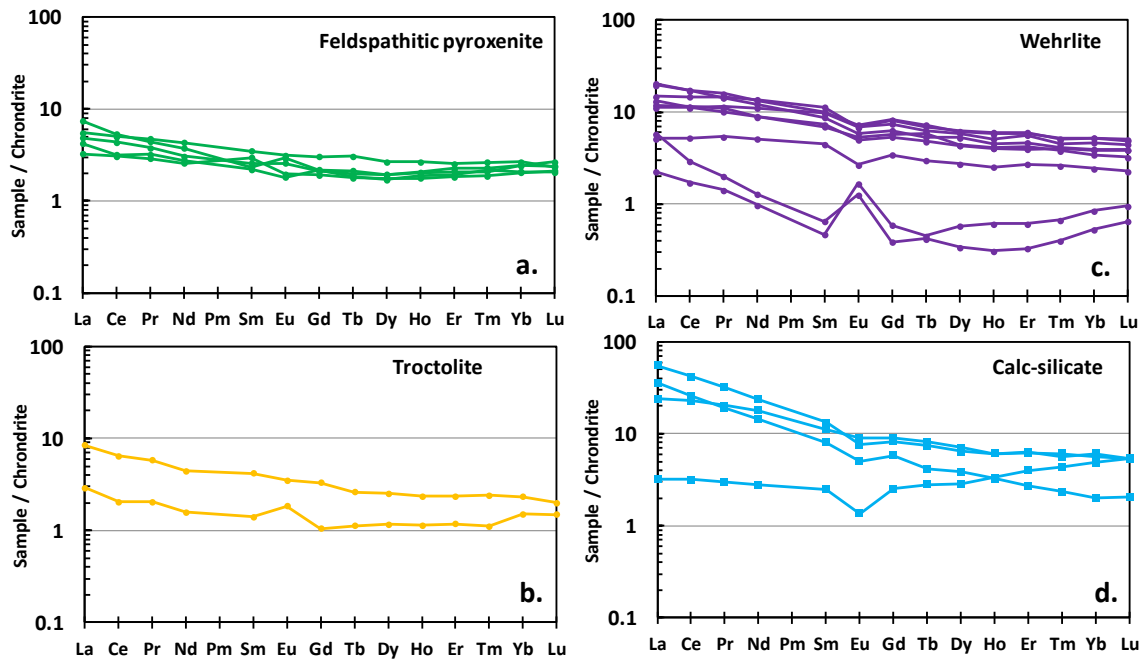 100
Feldspathitic pyroxenite
10
Sample / Chrondrite
1
a.
0.1
La Ce Pr Nd Pm Sm Eu Gd Tb Dy Ho Er Tm Yb Lu
100
Troctolite
10
Sample / Chrondrite
1
b.
0.1
La Ce Pr Nd Pm Sm Eu Gd Tb Dy Ho Er Tm Yb Lu
100
Wehrlite
10
Sample / Chrondrite
1
c.
0.1
La Ce Pr Nd Pm Sm Eu Gd Tb Dy Ho Er Tm Yb Lu
100
Calc-silicate
10
Sample / Chrondrite
1
d.
0.1
La Ce Pr Nd Pm Sm Eu Gd Tb Dy Ho Er Tm Yb Lu